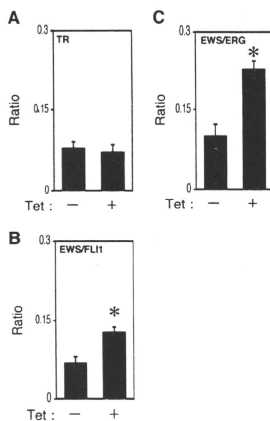 A
0.3
TR
Ratio
0.15
0
Tet : − +
C
0.3
EWS/ERG
*
Ratio
0.15
0
Tet : − +
B
0.3
EWS/FLI1
*
Ratio
0.15
0
Tet : − +